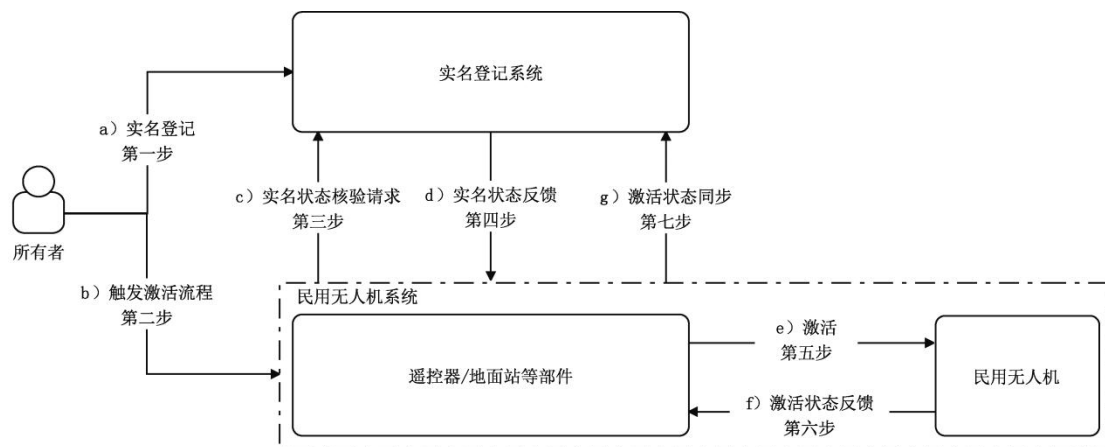 实名登记系统
a）实名登记
第一步
c）实名状态核验请求
第三步
d）实名状态反馈
第四步
g）激活状态同步
第七步
所有者
b）触发激活流程
第二步
民用无人机系统
遥控器/地面站等部件
e）激活
第五步
民用无人机
f）激活状态反馈
第六步